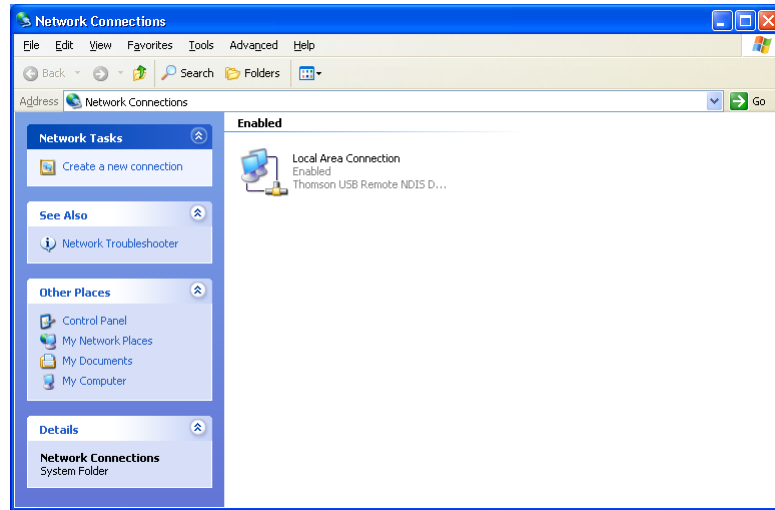 Network Connections
File Edit View Favorites Tools Advanced Help
Back Search Folders
Address Network Connections Go
Network Tasks
Create a new connection
See Also
Network Troubleshooter
Other Places
Control Panel
My Network Places
My Documents
My Computer
Details
Network Connections
System Folder
Enabled
Local Area Connection
Enabled
Thomson USB Remote NDIS D...